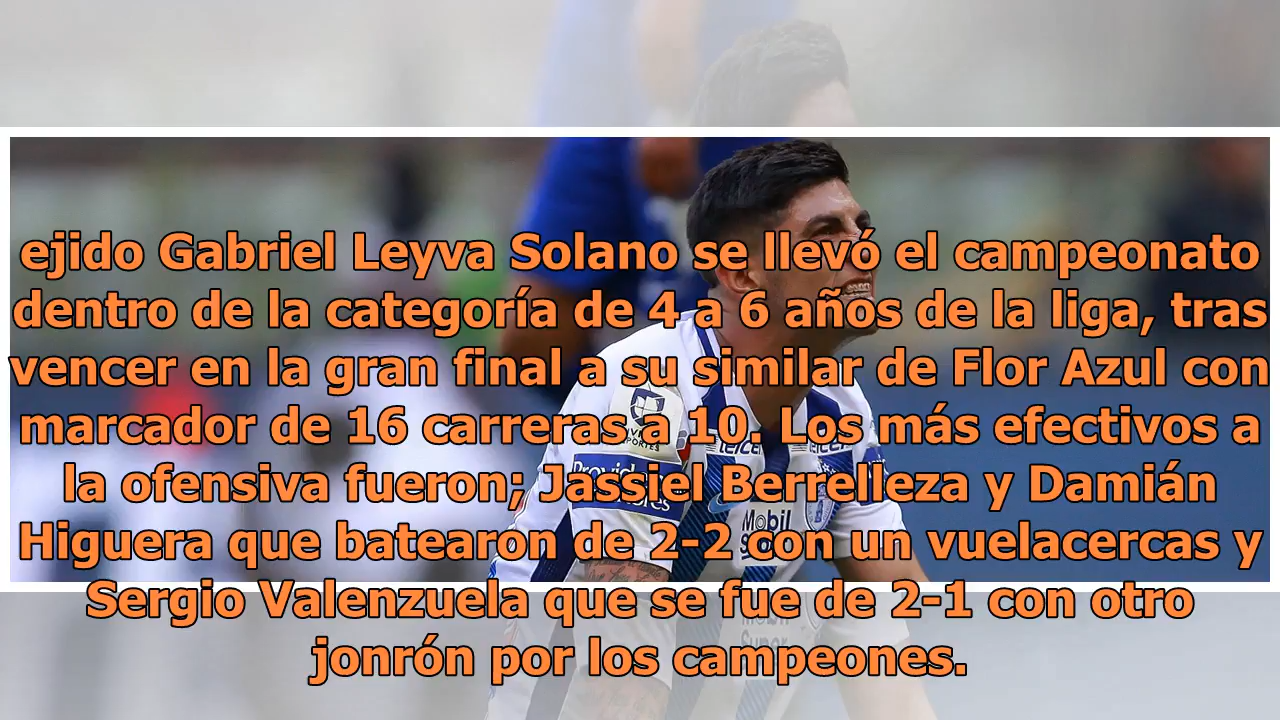 ejido Gabriel Leyva Solano se llevó el campeonato
dentro de la categoría de 4 a 6 años de la liga, tras
vencer en la gran final a su similar de Flor Azul con
marcador de 16 carreras a 10. Los más efectivos a
la ofensiva fueron; Jassiel Berrelleza y Damián
Higuera que batearon de 2-2 con un vuelacercas y
Sergio Valenzuela que se fue de 2-1 con otro
jonrón por los campeones.
Mobil